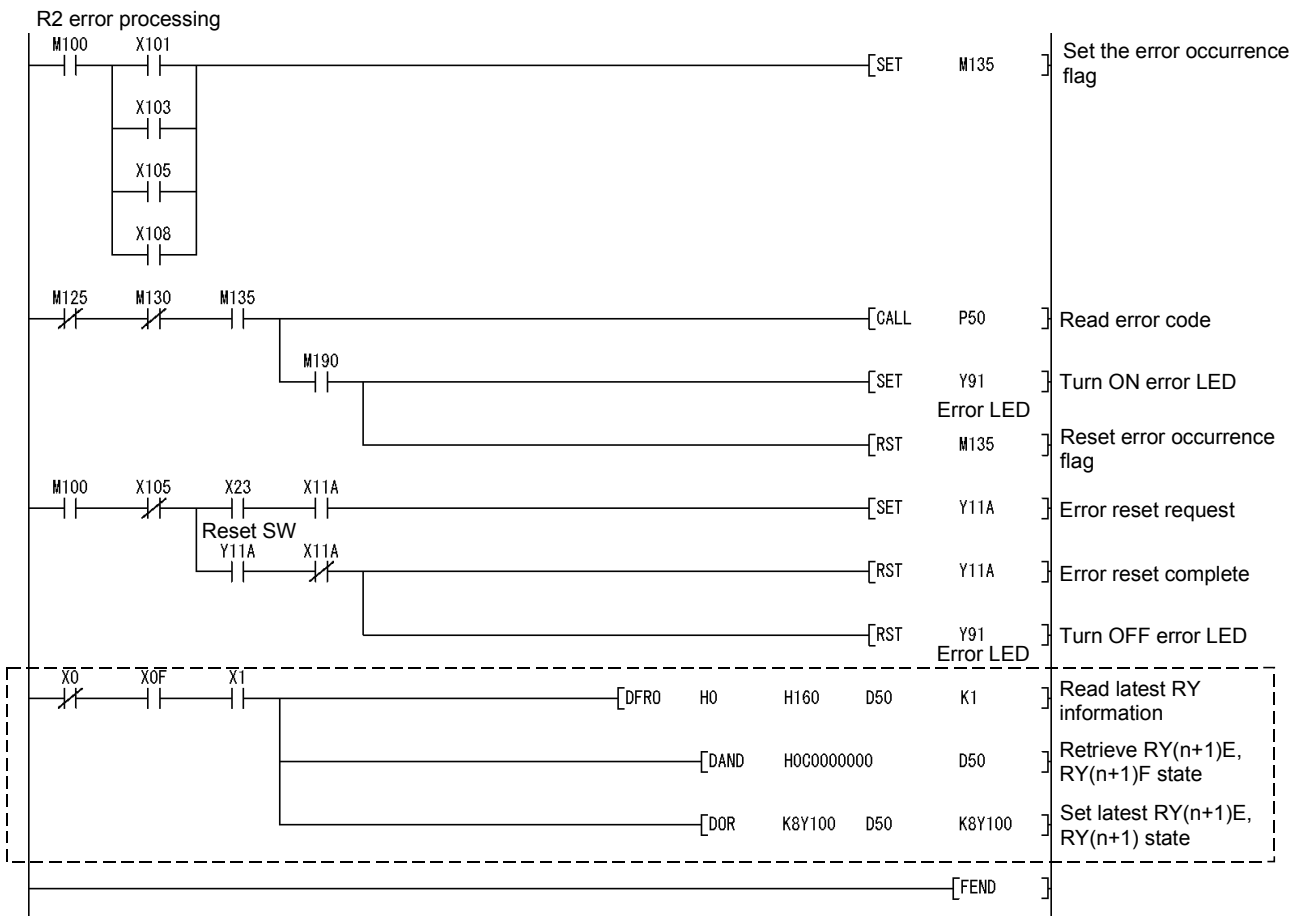 R2 error processing
M100 X101
SET M135 Set the error occurrence
flag
X103
X105
X108
M125 M130 M135
CALL P50 Read error code
M190
SET Y91 Turn ON error LED
Error LED
RST M135 Reset error occurrence
flag
M100 X105 X23 X11A
SET Y11A Error reset request
Reset SW
Y11A X11A
RST Y11A Error reset complete
RST Y91 Turn OFF error LED
Error LED
X0 X0F X1
DFRO H0 H160 D50 K1 Read latest RY
information
DAND H0C0000000 D50 Retrieve RY(n+1)E,
RY(n+1)F state
DOR K8Y100 D50 K8Y100 Set latest RY(n+1)E,
RY(n+1) state
FEND